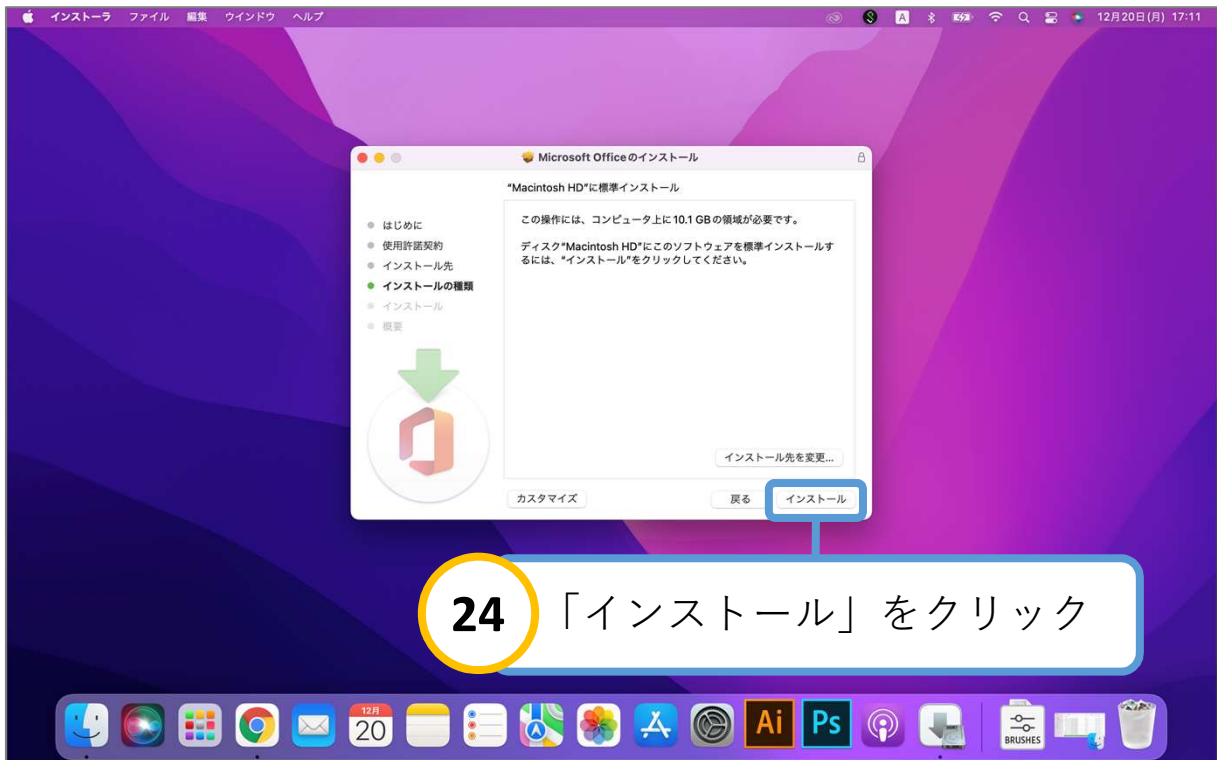 インストーラ ファイル 編集 ウインドウ ヘルプ
A
12月20日(月) 17:11
Microsoft Officeのインストール
“Macintosh HD”に標準インストール
はじめに
使用許諾契約
インストール先
インストールの種類
インストール
概要
この操作には、コンピュータ上に10.1 GBの領域が必要です。
ディスク“Macintosh HD”にこのソフトウェアを標準インストールす
るには、“インストール”をクリックしてください。
インストール先を変更...
カスタマイズ
戻る
インストール
24
「インストール」をクリック
12月
20
Ai
Ps
BRUSHES